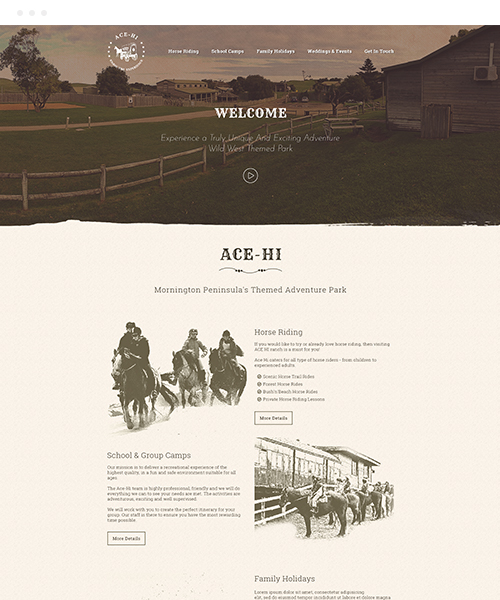 ACE-HI
Horse Riding
School Camps
Family Holidays
Weddings & Events
Get In Touch
WELCOME
Experience a Truly Unique And Exciting Adventure
Wild West Themed Park
ACE-HI
Mornington Peninsula's Themed Adventure Park
Horse Riding
If you would like to try or already love horse riding, then visiting
ACE HI ranch is a must for your
Ace Hi caters for all type of horse riders - from children to
experienced adults.
Scenic Horse Trail Rides
Forest Horse Rides
Bush'n Beach Horse Rides
Private Horse Riding Lessons
More Details
School & Group Camps
Our mission is to deliver a recreational experience of the
highest quality, in a fun and safe environment suitable for all
ages.
The Ace-Hi team is highly professional, friendly and we will do
everything we can to see your needs are met. The activities are
adventurous, exciting and well supervised.
We will work with you to create the perfect itinerary for your
group. Our staff is there to ensure you have the most rewarding
time possible.
More Details
Family Holidays
Lorem ipsum dolor sit amet, consectetur adipiscing
elit, sed do eiusmod tempor incididunt ut labore et dolore magna